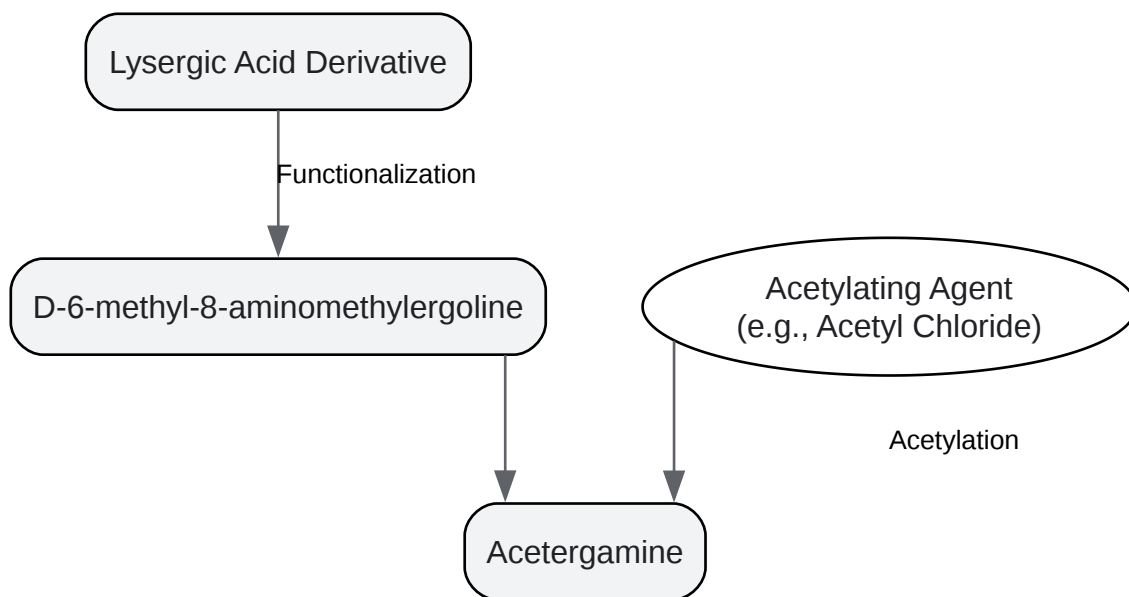 Lysergic Acid Derivative
Functionalization
D-6-methyl-8-aminomethylergoline
Acetylating Agent
(e.g., Acetyl Chloride)
Acetylation
Acetergamine